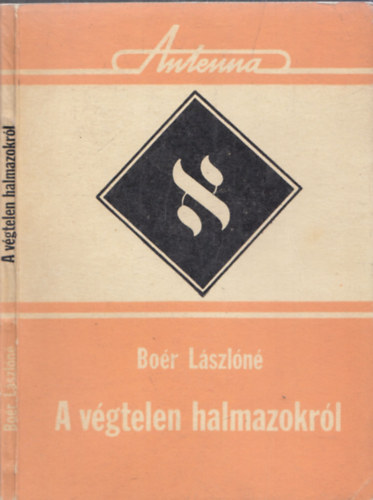 Antenna
ℵ
Boér Lászlóné
A végtelen halmazokról
Boér Lászlóné
A végtelen halmazokról